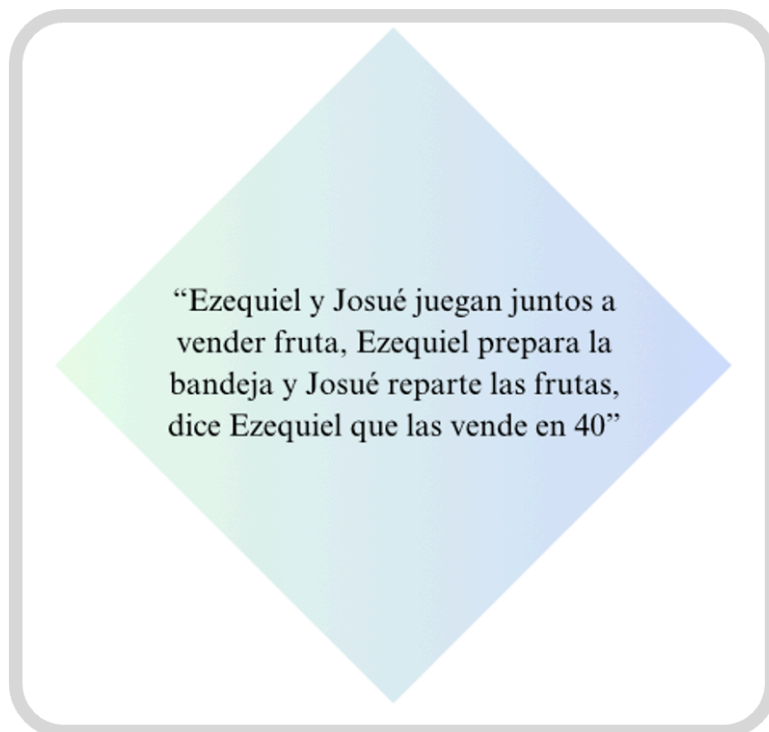 “Ezequiel y Josué juegan juntos a
vender fruta, Ezequiel prepara la
bandeja y Josué reparte las frutas,
dice Ezequiel que las vende en 40”